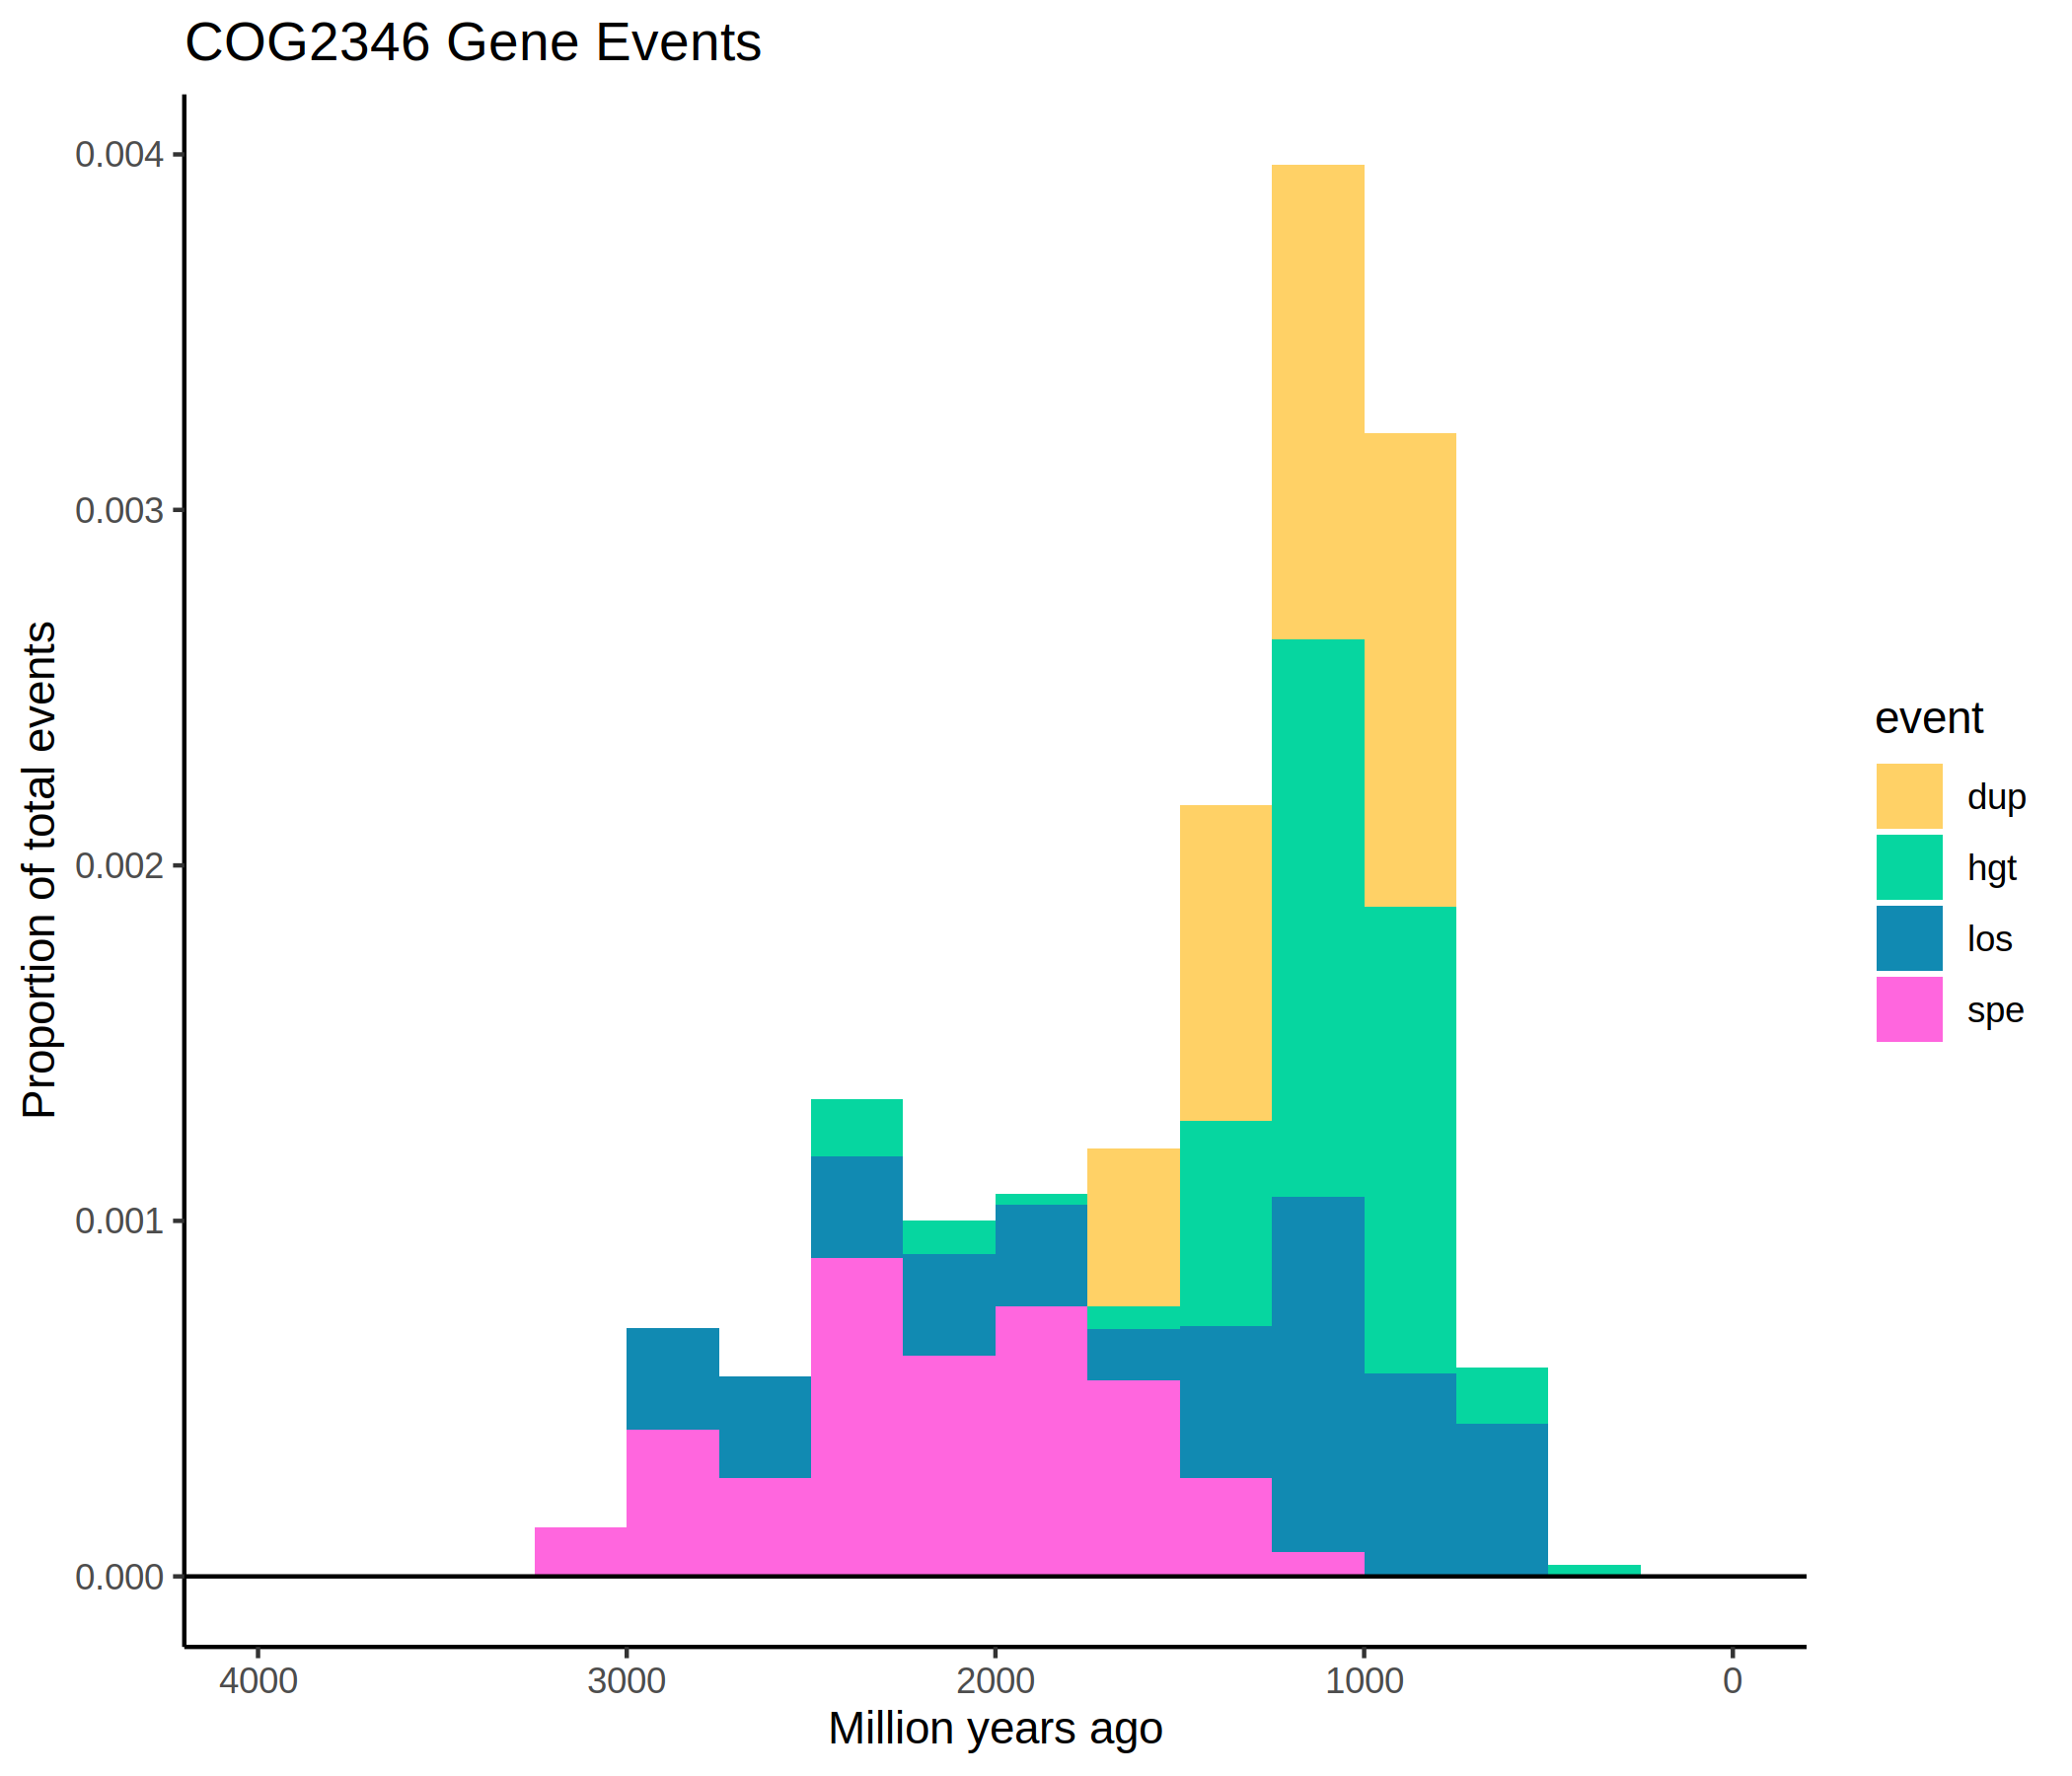 COG2346 Gene Events
0.004
0.003
0.002
0.001
0.000
Proportion of total events
4000 3000 2000 1000 0
Million years ago
event
dup
hgt
los
spe